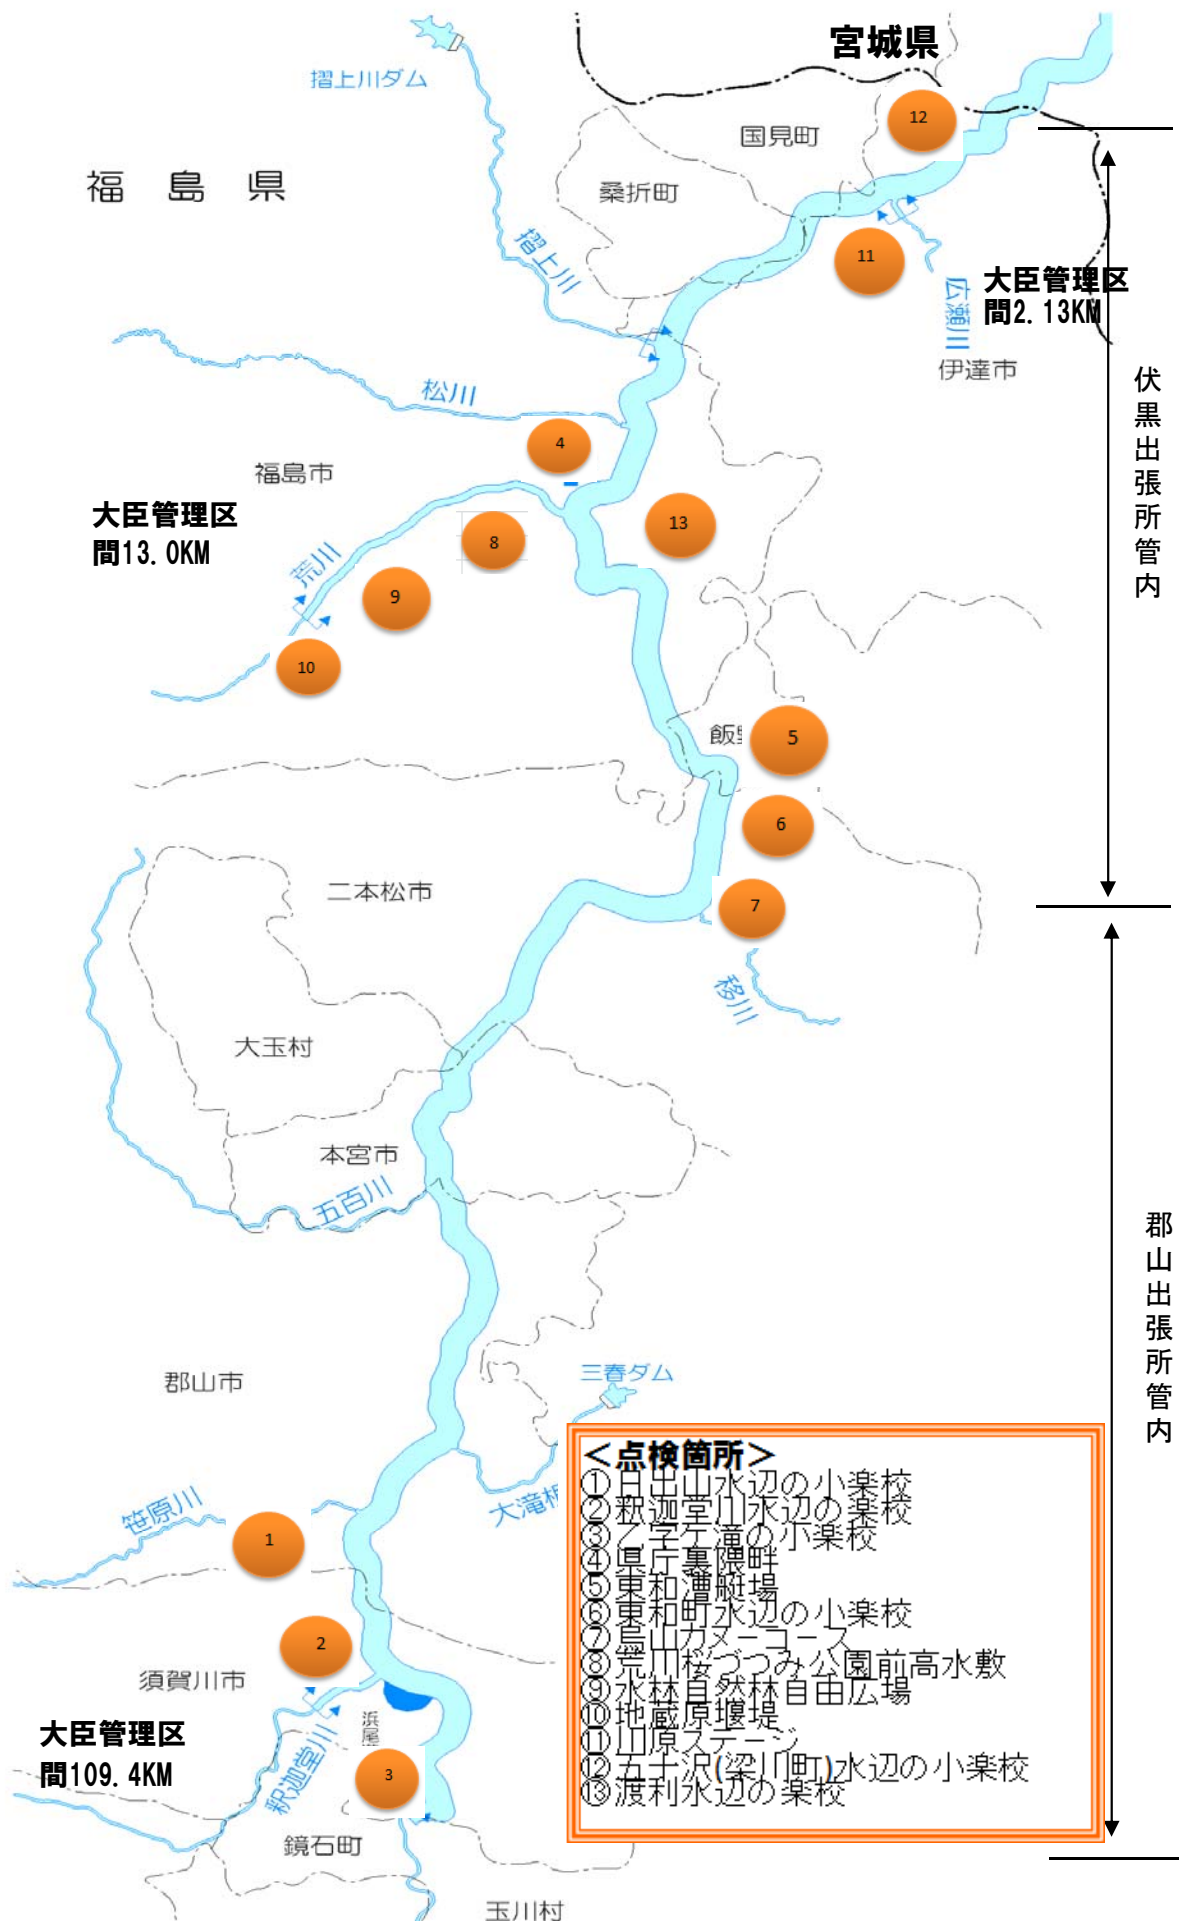 宮城県
摺上川ダム
12
国見町
福島県
桑折町
摺上川
11
大臣管理区
間2.13KM
広瀬川
伊達市
伏黒出張所管内
松川
4
福島市
大臣管理区
間13.0KM
13
8
荒川
9
10
飯
5
6
二本松市
7
移川
大玉村
本宮市
五百川
郡山出張所管内
郡山市
三春ダム
大滝
笹原川
1
2
須賀川市
大臣管理区
間109.4KM
浜尾
釈迦堂川
3
鏡石町
玉川村
＜点検箇所＞
①日出山水辺の小楽校
②釈迦堂川水辺の楽校
③乙字ケ滝の小楽校
④県庁裏隈畔
⑤東和漕艇場
⑥東和町水辺の小楽校
⑦島山カヌーコース
⑧荒川桜づつみ公園前高水敷
⑨水林自然林自由広場
⑩地蔵原堰堤
⑪川原ステージ
⑫五十沢(梁川町)水辺の小楽校
⑬渡利水辺の楽校